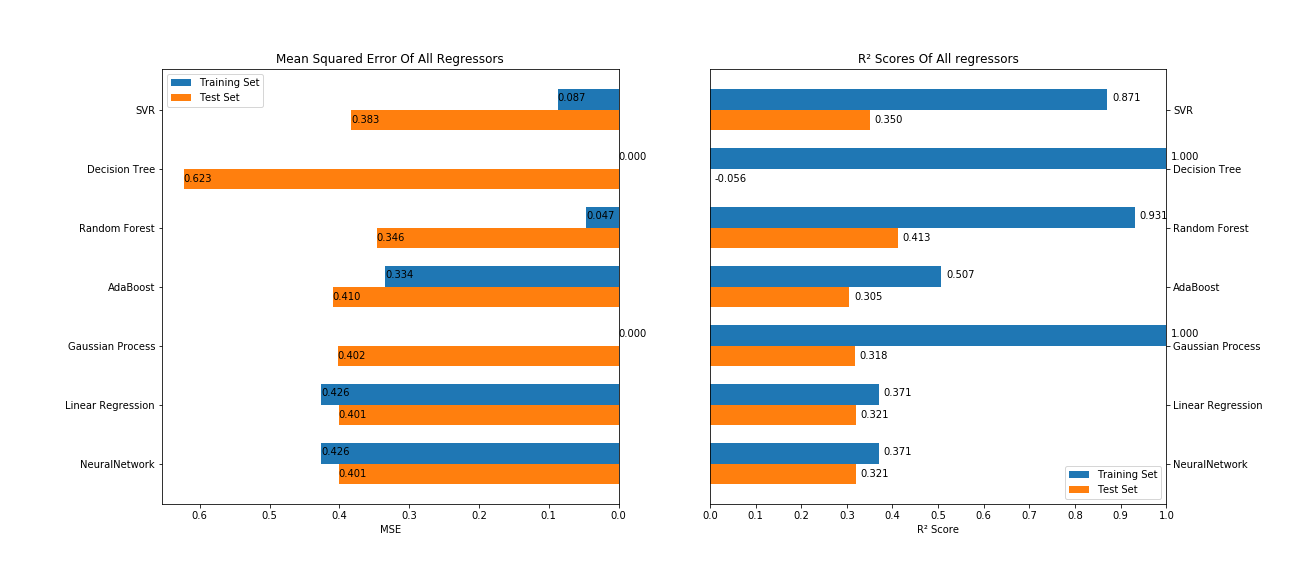 Mean Squared Error Of All Regressors
Training Set
Test Set
SVR
0.087
0.383
Decision Tree
0.000
0.623
Random Forest
0.047
0.346
AdaBoost
0.334
0.410
Gaussian Process
0.000
0.402
Linear Regression
0.426
0.401
NeuralNetwork
0.426
0.401
0.6 0.5 0.4 0.3 0.2 0.1 0.0
MSE
R² Scores Of All regressors
0.871
SVR
0.350
1.000
Decision Tree
-0.056
0.931
Random Forest
0.413
0.507
AdaBoost
0.305
1.000
Gaussian Process
0.318
0.371
Linear Regression
0.321
0.371
NeuralNetwork
0.321
Training Set
Test Set
0.0 0.1 0.2 0.3 0.4 0.5 0.6 0.7 0.8 0.9 1.0
R² Score